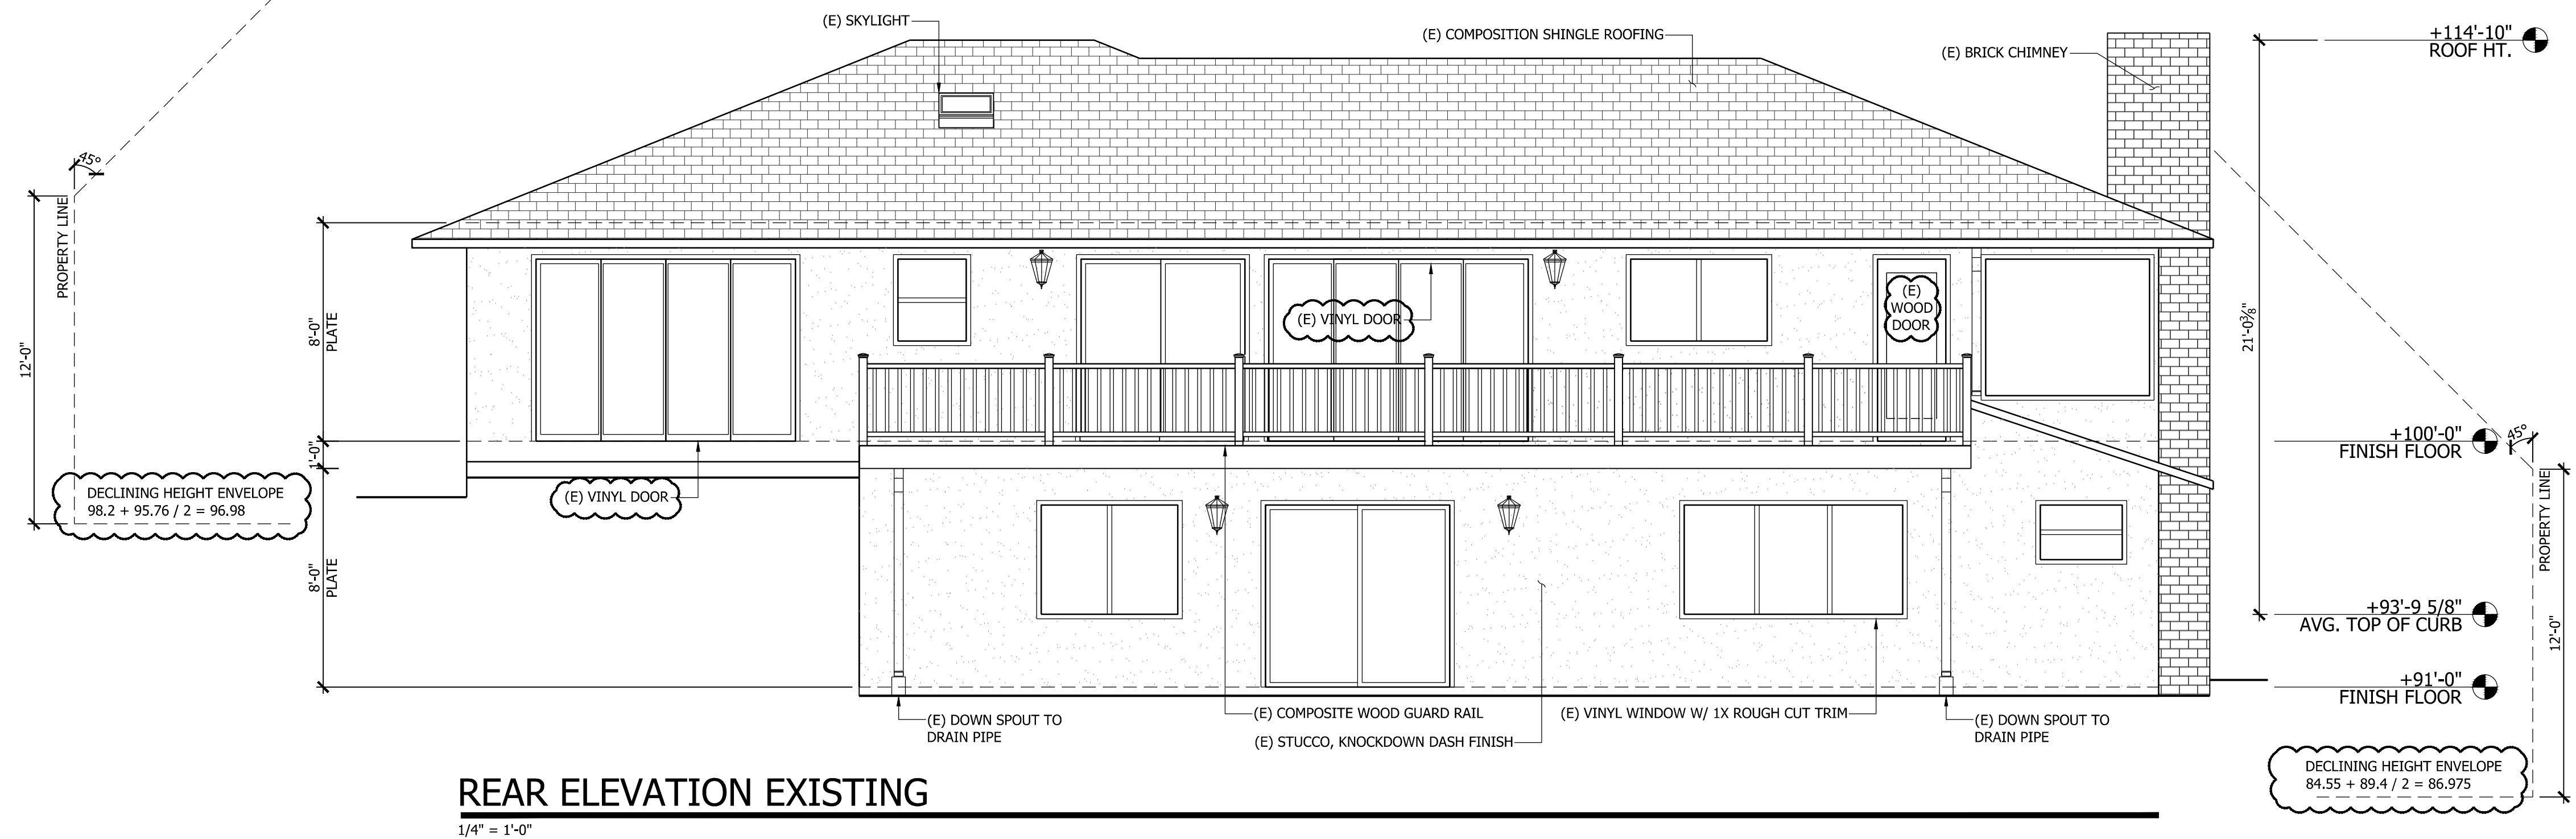 (E) SKYLIGHT
(E) COMPOSITION SHINGLE ROOFING
(E) BRICK CHIMNEY
+114'-10"
ROOF HT.
45°
PROPERTY LINE
12'-0"
8'-0"
PLATE
1'-0"
8'-0"
PLATE
DECLINING HEIGHT ENVELOPE
98.2 + 95.76 / 2 = 96.98
(E) VINYL DOOR
(E) VINYL DOOR
(E)
WOOD
DOOR
21'-0⅜"
+100'-0"
FINISH FLOOR
45°
PROPERTY LINE
12'-0"
+93'-9 5/8"
AVG. TOP OF CURB
+91'-0"
FINISH FLOOR
(E) DOWN SPOUT TO
DRAIN PIPE
(E) COMPOSITE WOOD GUARD RAIL
(E) STUCCO, KNOCKDOWN DASH FINISH
(E) VINYL WINDOW W/ 1X ROUGH CUT TRIM
(E) DOWN SPOUT TO
DRAIN PIPE
DECLINING HEIGHT ENVELOPE
84.55 + 89.4 / 2 = 86.975
REAR ELEVATION EXISTING
1/4" = 1'-0"